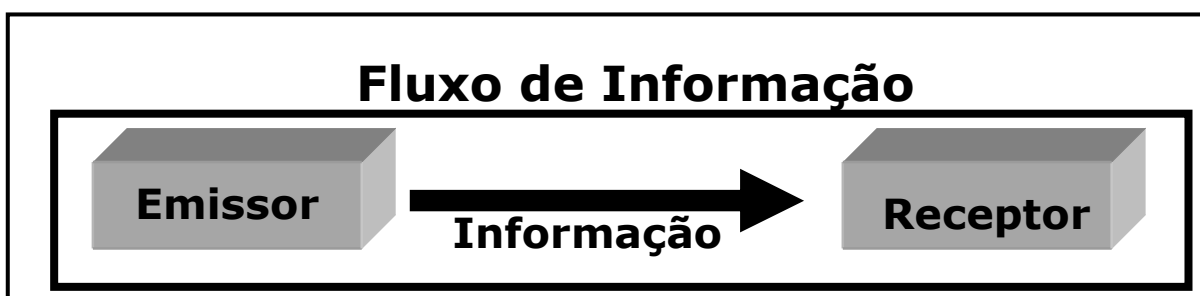 Fluxo de Informação
Emissor
Informação
Receptor